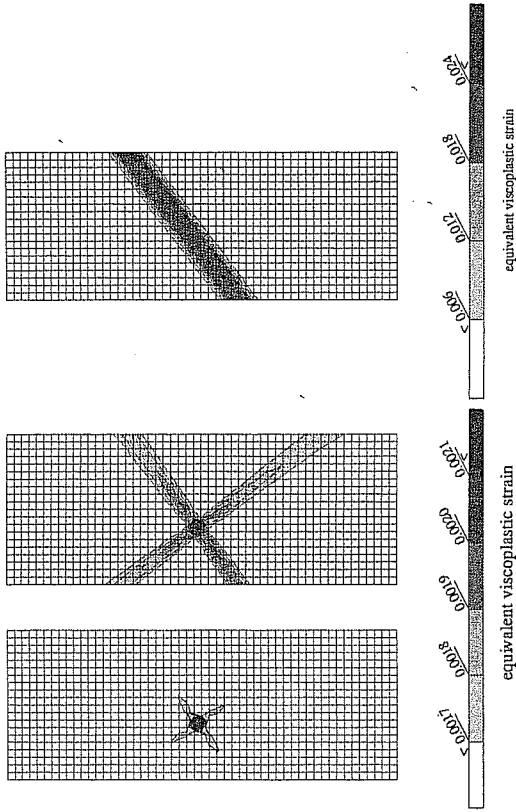 < 0.006 0.012 0.018 0.024 <
equivalent viscoplastic strain
< 0.0017 0.0018 0.0019 0.0020 0.0021 <
equivalent viscoplastic strain